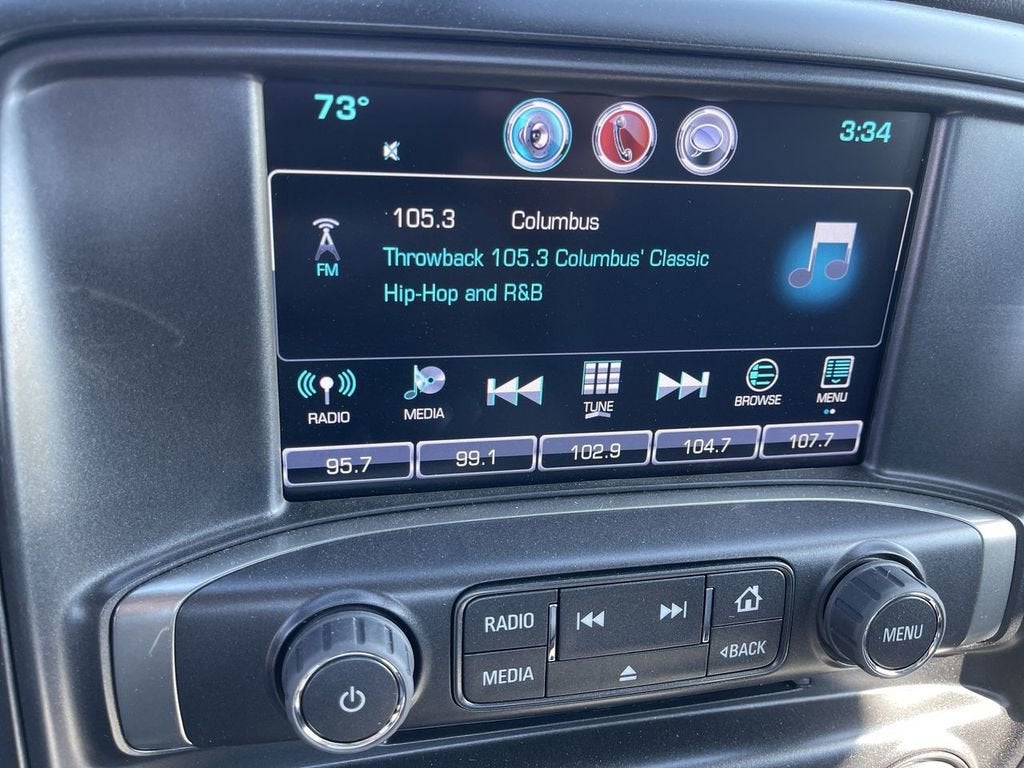 73°
3:34
105.3 Columbus
FM
Throwback 105.3 Columbus' Classic
Hip-Hop and R&B
RADIO MEDIA TUNE BROWSE MENU
95.7 99.1 102.9 104.7 107.7
RADIO
MEDIA
BACK
MENU